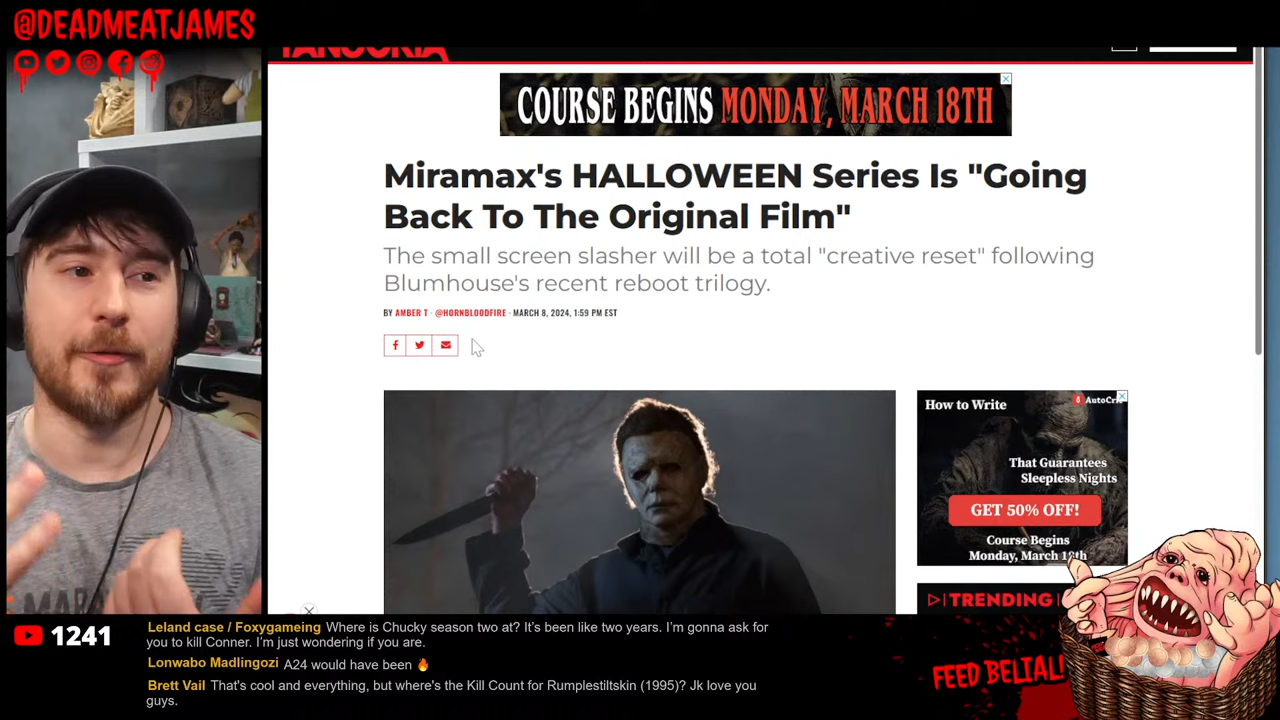 @DEADMEATJAMES
FANGORIA
COURSE BEGINS MONDAY, MARCH 18TH
Miramax's HALLOWEEN Series Is "Going
Back To The Original Film"
The small screen slasher will be a total "creative reset" following
Blumhouse's recent reboot trilogy.
BY AMBER T · @HORNBLOODFIRE · MARCH 8, 2024, 1:59 PM EST
How to Write
That Guarantees
Sleepless Nights
GET 50% OFF!
Course Begins
Monday, March 18th
TRENDING
1241
Leland case / Foxygameing Where is Chucky season two at? It's been like two years. I'm gonna ask for
you to kill Conner. I'm just wondering if you are.
Lonwabo Madlingozi A24 would have been 🔥
Brett Vail That's cool and everything, but where's the Kill Count for Rumplestiltskin (1995)? Jk love you
guys.
FEED BELIAL!